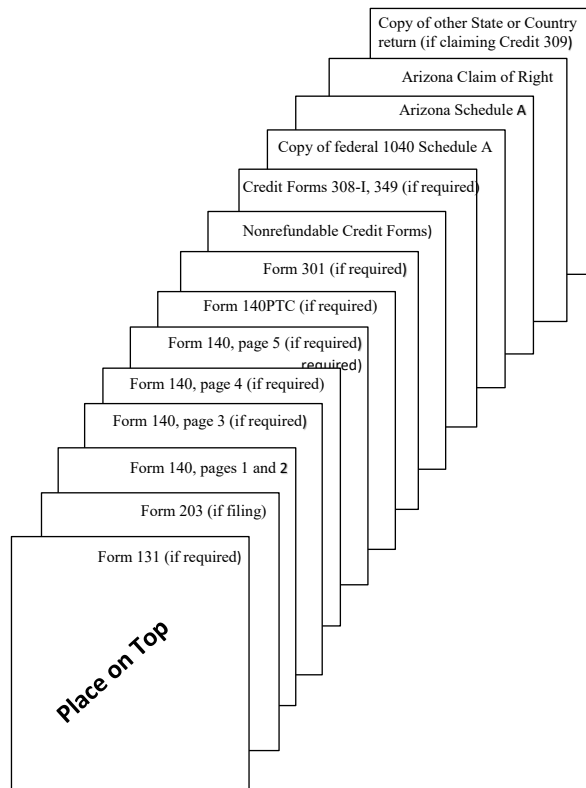 Copy of other State or Country
return (if claiming Credit 309)
Arizona Claim of Right
Arizona Schedule A
Copy of federal 1040 Schedule A
Credit Forms 308-I, 349 (if required)
Nonrefundable Credit Forms)
Form 301 (if required)
Form 140PTC (if required)
Form 140, page 5 (if required)
required)
Form 140, page 4 (if required)
Form 140, page 3 (if required)
Form 140, pages 1 and 2
Form 203 (if filing)
Form 131 (if required)
Place on Top